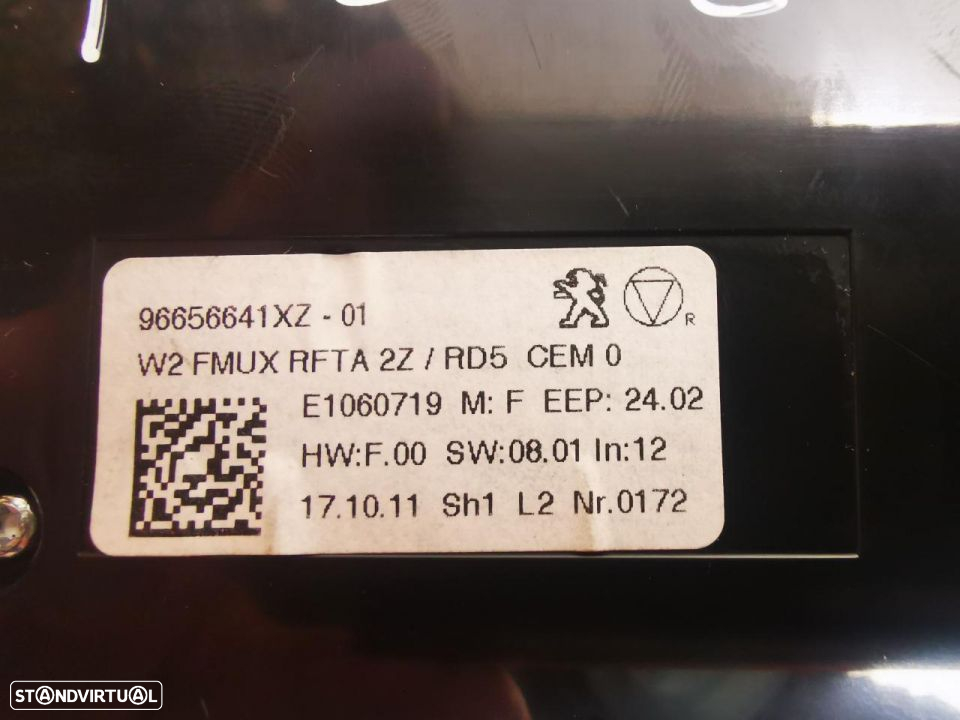 96656641XZ - 01
W2 FMUX RFTA 2Z / RD5 CEM 0
E1060719 M: F EEP: 24.02
HW:F.00 SW:08.01 In:12
17.10.11 Sh1 L2 Nr.0172
R
STANDVIRTUAL